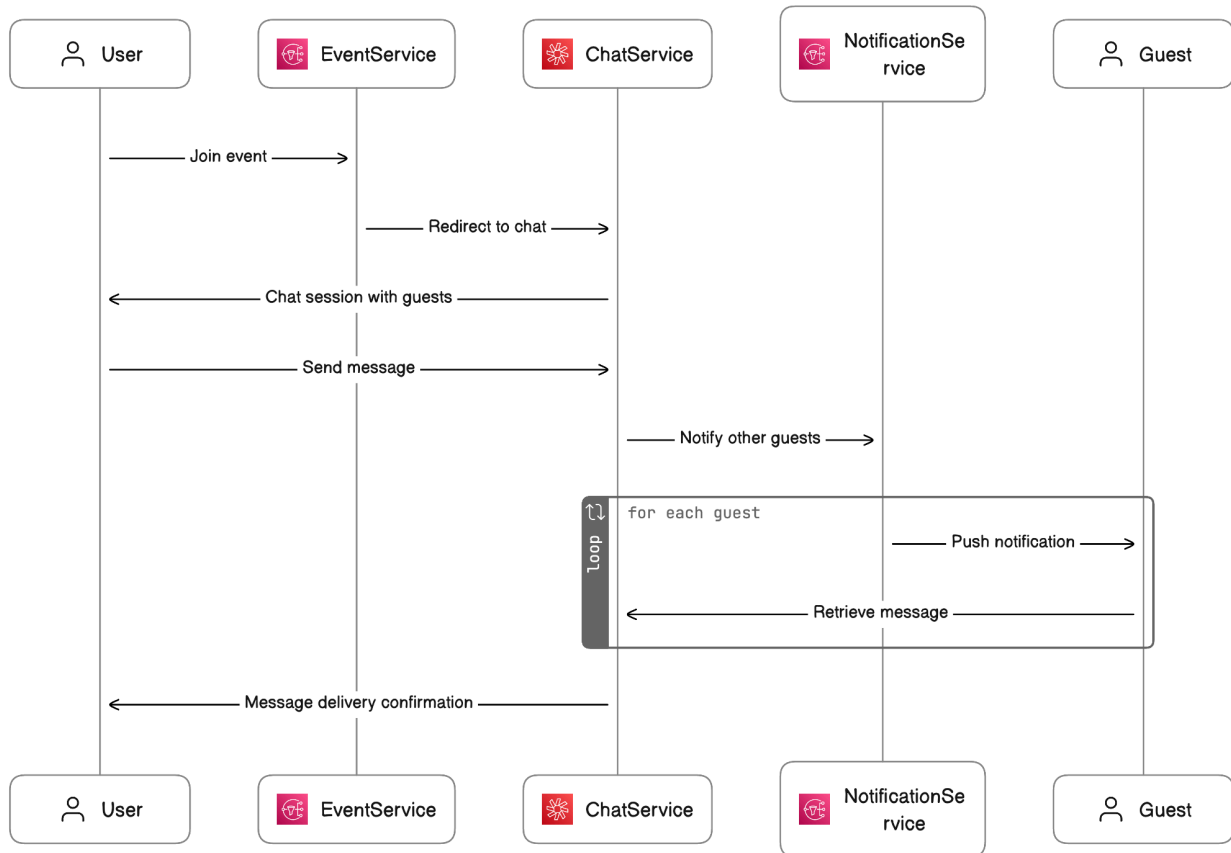 User
EventService
ChatService
NotificationSe
rvice
Guest
Join event
Redirect to chat
Chat session with guests
Send message
Notify other guests
loop
for each guest
Push notification
Retrieve message
Message delivery confirmation
User
EventService
ChatService
NotificationSe
rvice
Guest